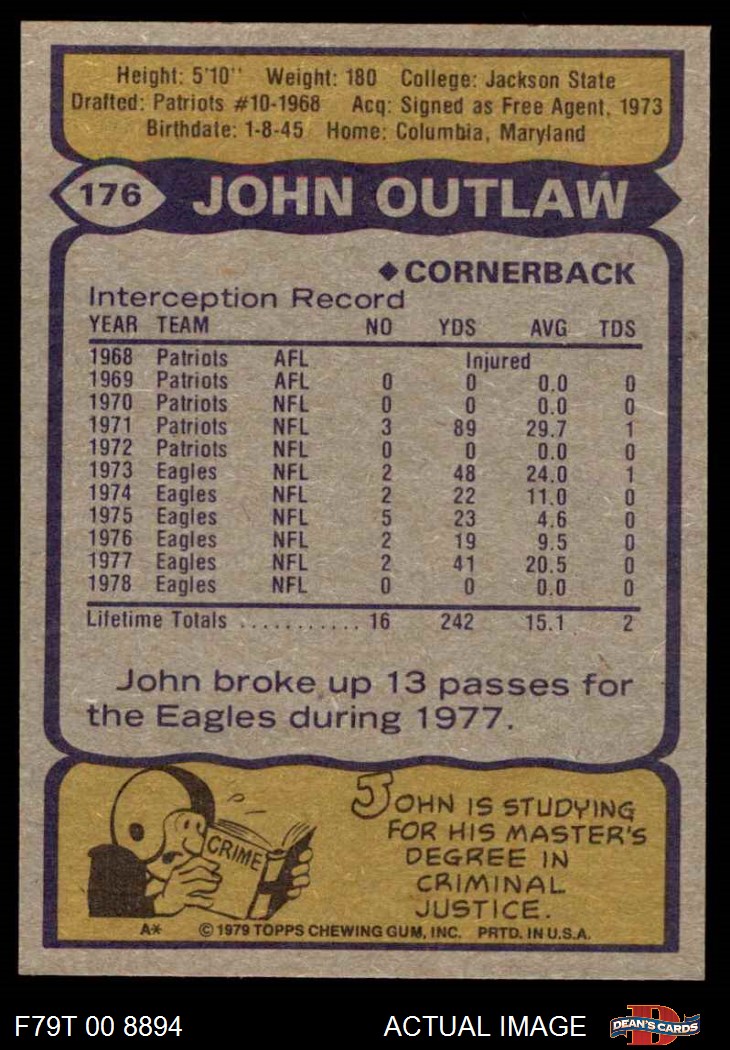 Height: 5'10" Weight: 180 College: Jackson State
Drafted: Patriots #10-1968 Acq: Signed as Free Agent, 1973
Birthdate: 1-8-45 Home: Columbia, Maryland
176 JOHN OUTLAW
◆CORNERBACK
Interception Record
YEAR TEAM NO YDS AVG TDS
1968 Patriots AFL Injured
1969 Patriots AFL 0 0 0.0 0
1970 Patriots NFL 0 0 0.0 0
1971 Patriots NFL 3 89 29.7 1
1972 Patriots NFL 0 0 0.0 0
1973 Eagles NFL 2 48 24.0 1
1974 Eagles NFL 2 22 11.0 0
1975 Eagles NFL 5 23 4.6 0
1976 Eagles NFL 2 19 9.5 0
1977 Eagles NFL 2 41 20.5 0
1978 Eagles NFL 0 0 0.0 0
Lifetime Totals ........... 16 242 15.1 2
John broke up 13 passes for
the Eagles during 1977.
CRIME
JOHN IS STUDYING
FOR HIS MASTER'S
DEGREE IN
CRIMINAL
JUSTICE.
A* © 1979 TOPPS CHEWING GUM, INC. PRTD. IN U.S.A.
F79T 00 8894 ACTUAL IMAGE D DEAN'S CARDS